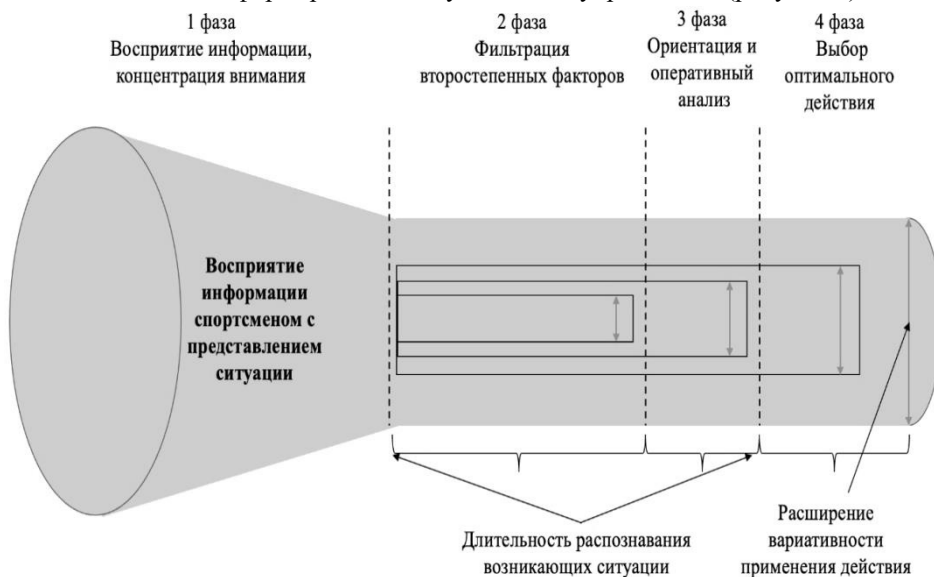 1 фаза
Восприятие информации,
концентрация внимания
2 фаза
Фильтрация
второстепенных факторов
3 фаза
Ориентация и
оперативный
анализ
4 фаза
Выбор
оптимального
действия
Восприятие
информации
спортсменом с
представлением
ситуации
Длительность распознавания
возникающих ситуации
Расширение
вариативности
применения действия